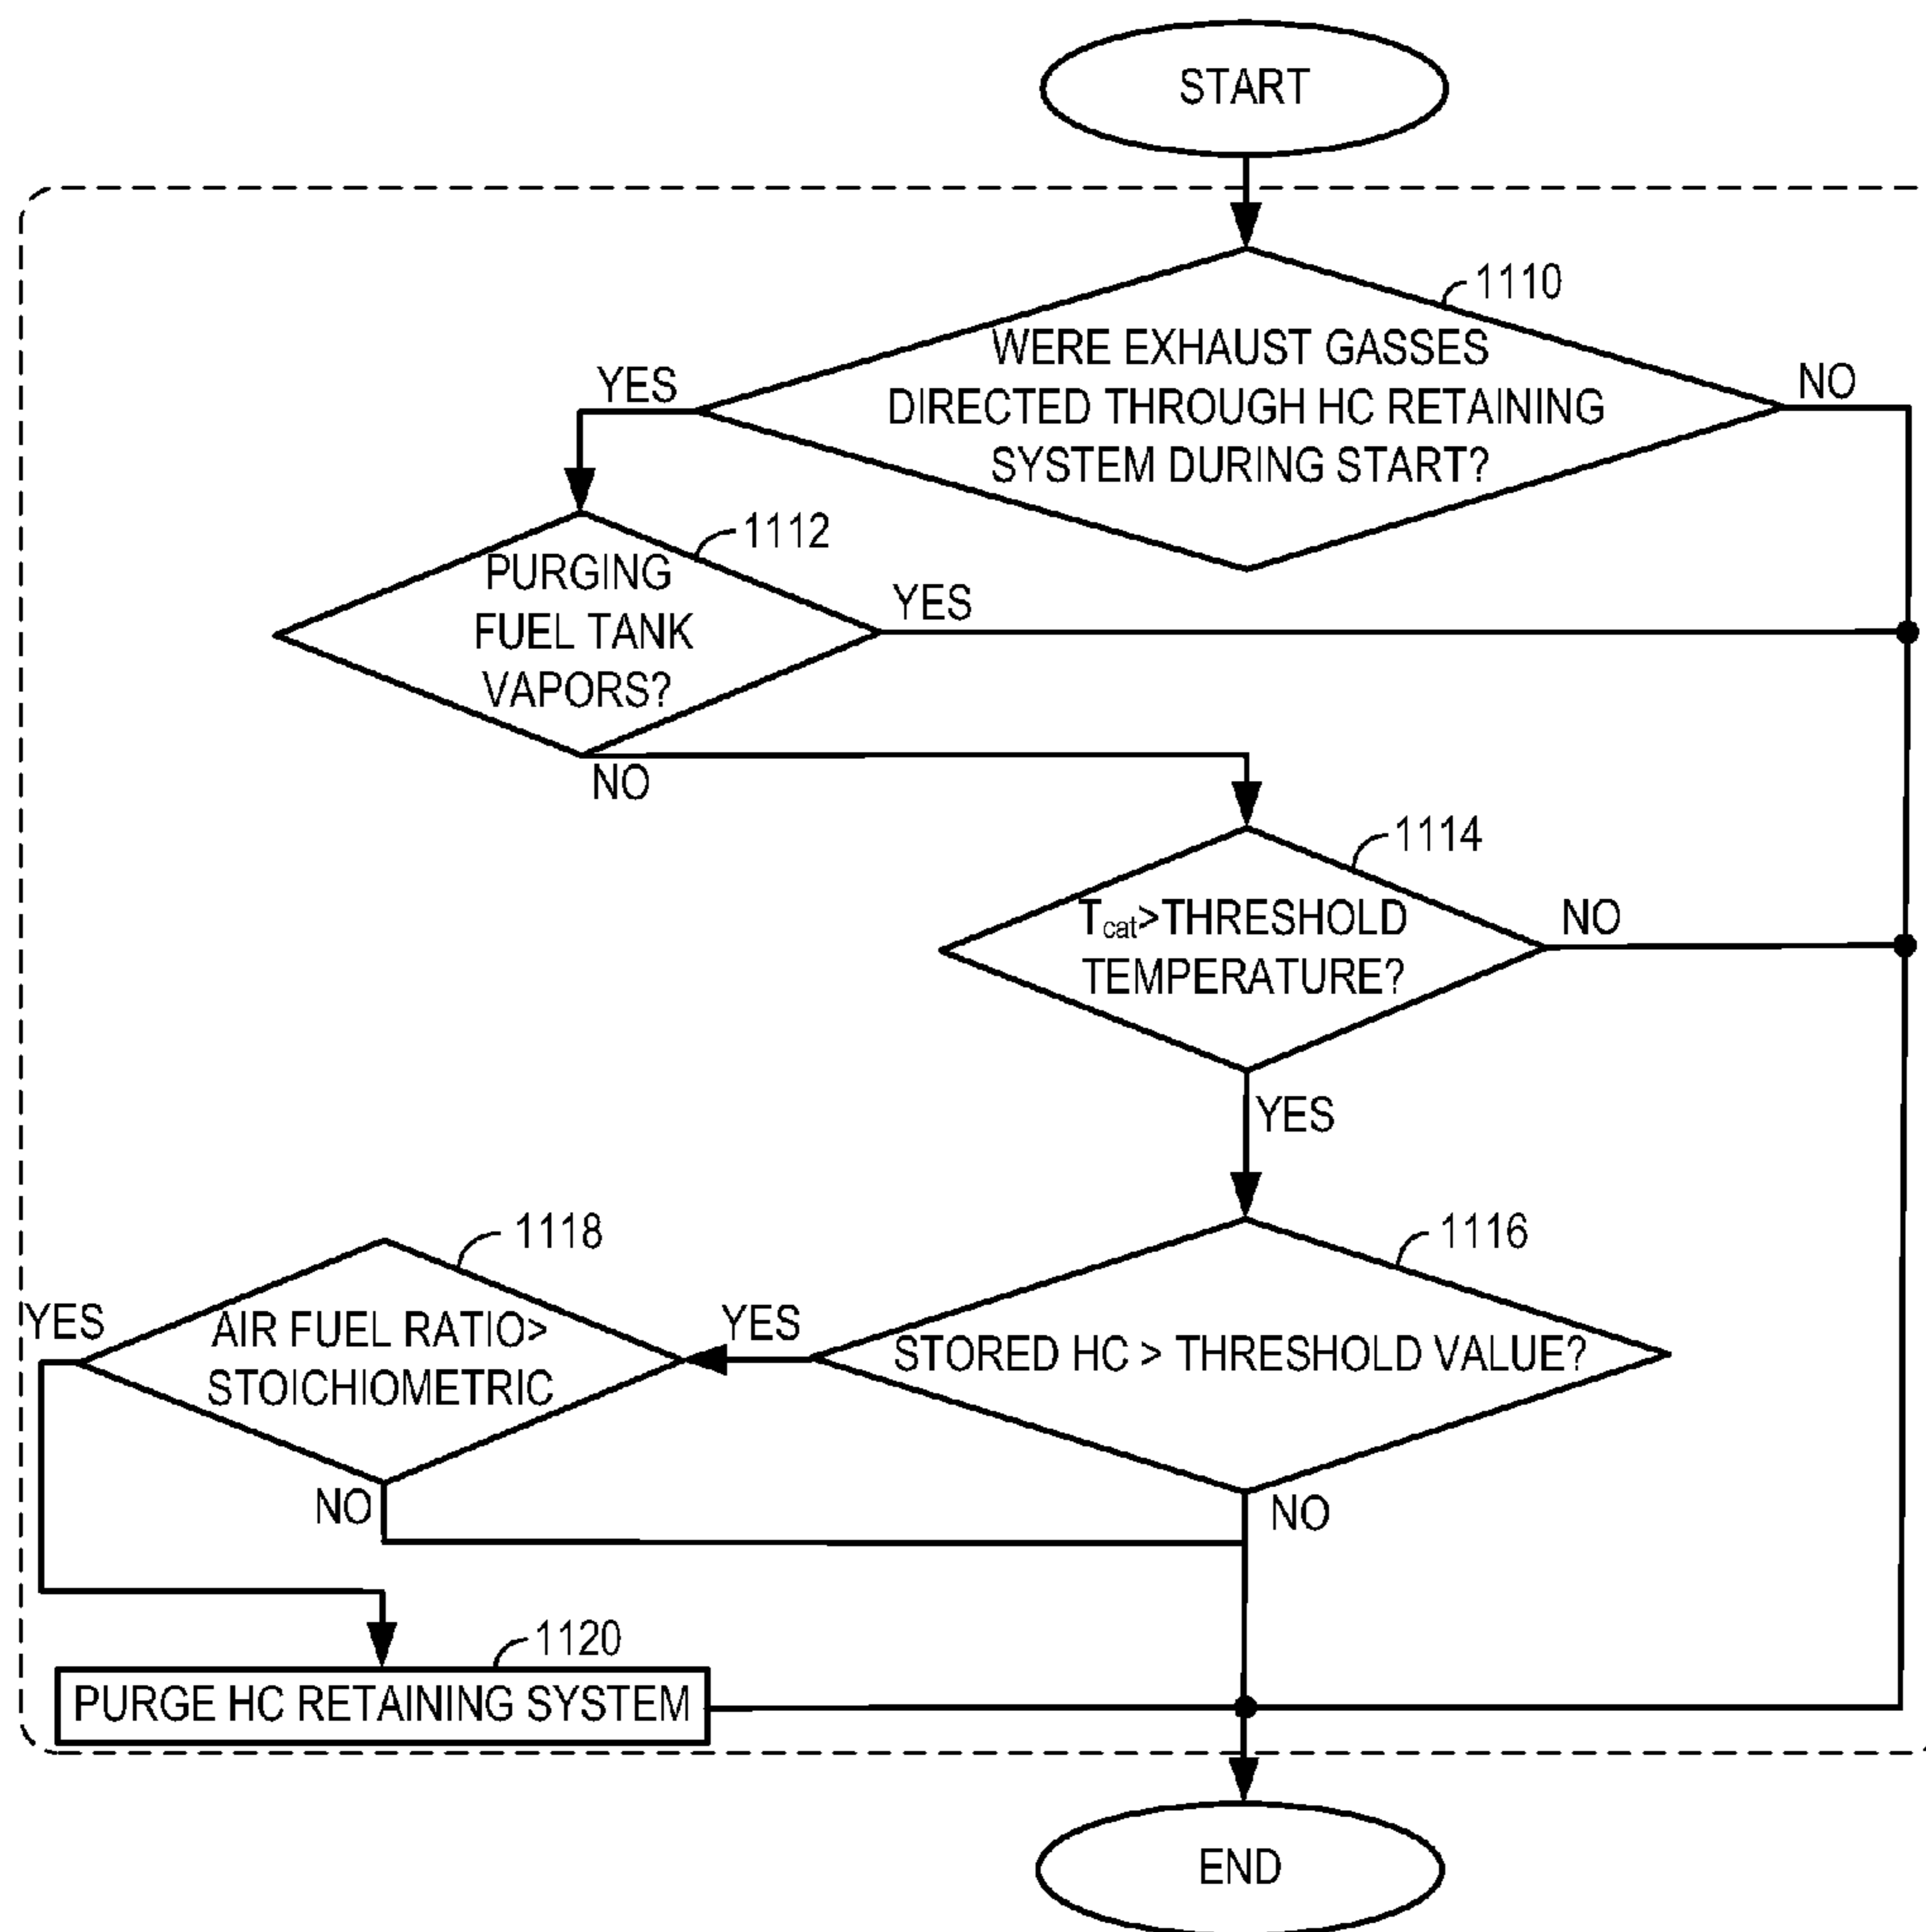 START
1110
WERE EXHAUST GASSES
DIRECTED THROUGH HC RETAINING
SYSTEM DURING START?
YES
NO
1112
PURGING
FUEL TANK
VAPORS?
YES
NO
1114
Tcat>THRESHOLD
TEMPERATURE?
NO
YES
1116
STORED HC > THRESHOLD VALUE?
YES
NO
1118
AIR FUEL RATIO>
STOICHIOMETRIC
YES
NO
1120
PURGE HC RETAINING SYSTEM
END